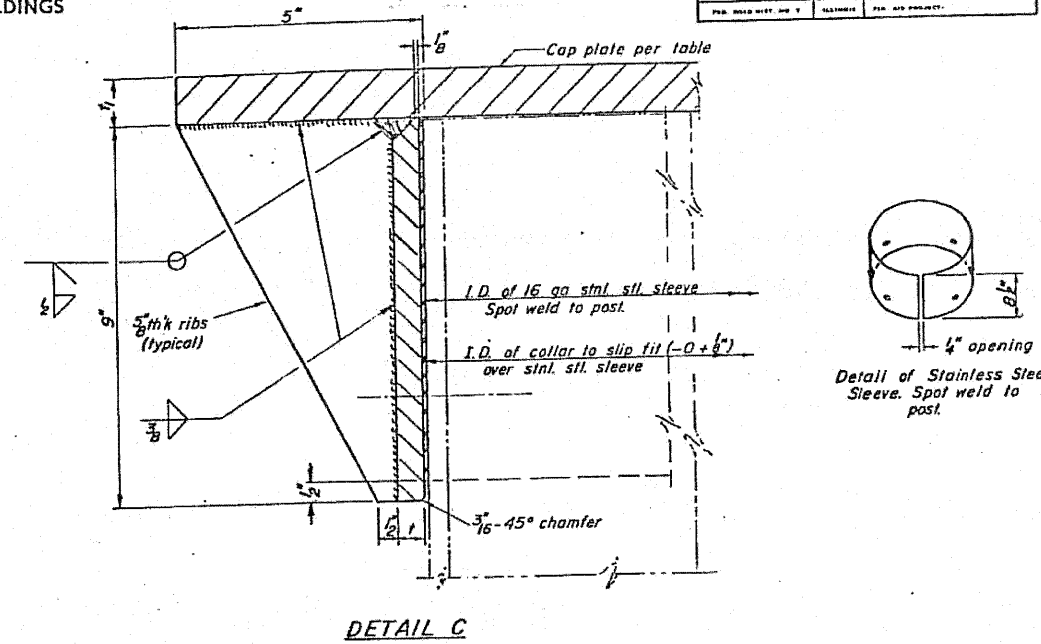 LDINGS
ILLINOIS
5"
1/8"
Cap plate per table
t1
9"
1/2
5/8" th'k ribs
(typical)
3/8
I.D. of 16 ga stnl. stl. sleeve
Spot weld to post.
I.D. of collar to slip fit (-0 + 1/8")
over stnl. stl. sleeve
1/2"
1/2"
t
3/16"-45° chamfer
8 1/2"
1/4" opening
Detail of Stainless Stee
Sleeve. Spot weld to
post.
DETAIL C